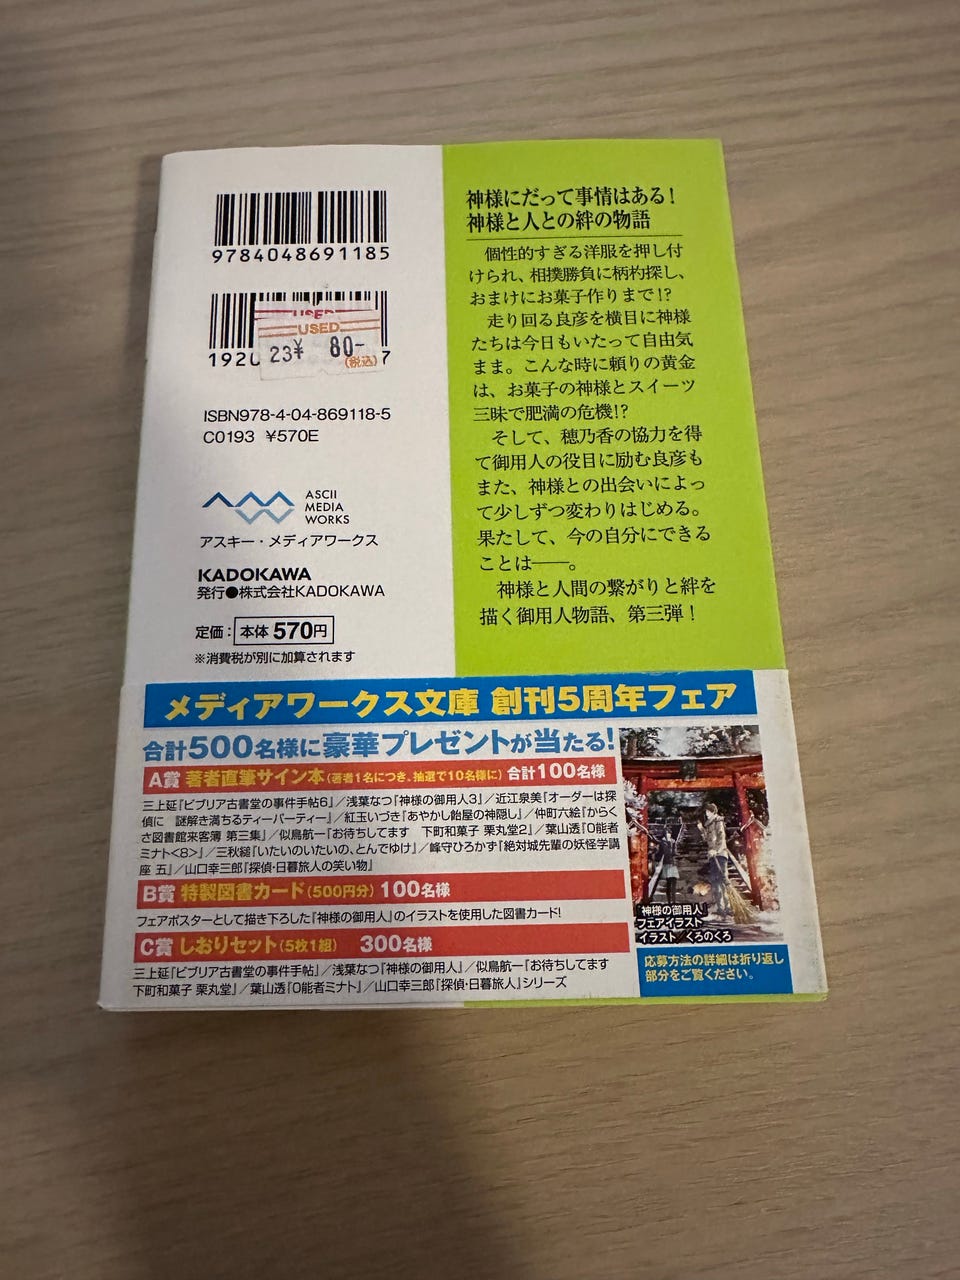 9784048691185
USED
USED
192
23¥ 80-
(税込)
7
ISBN978-4-04-869118-5
C0193 ¥570E
ASCII
MEDIA
WORKS
アスキー・メディアワークス
KADOKAWA
発行●株式会社KADOKAWA
定価：本体570円
※消費税が別に加算されます
神様にだって事情はある！
神様と人との絆の物語
個性的すぎる洋服を押し付
けられ、相撲勝負に柄杓探し、
おまけにお菓子作りまで!?
走り回る良彦を横目に神様
たちは今日もいたって自由気
まま。こんな時に頼りの黄金
は、お菓子の神様とスイーツ
三昧で肥満の危機!?
そして、穂乃香の協力を得
て御用人の役目に励む良彦も
また、神様との出会いによっ
て少しずつ変わりはじめる。
果たして、今の自分にできる
ことは――。
神様と人間の繋がりと絆を
描く御用人物語、第三弾！
メディアワークス文庫 創刊5周年フェア
合計500名様に豪華プレゼントが当たる!
A賞 著者直筆サイン本(著者1名につき、抽選で10名様に) 合計100名様
三上延『ビブリア古書堂の事件手帖6』／浅葉なつ『神様の御用人3』／近江泉美『オーダーは探
偵に 謎解き満ちるティーパーティー』／紅玉いづき『あやかし飴屋の神隠し』／仲町六絵『からく
さ図書館来客簿 第三集』／似鳥航一『お待ちしてます 下町和菓子 栗丸堂2』／葉山透『0能者
ミナト<8>』／三秋縋『いたいのいたいの、とんでゆけ』／峰守ひろかず『絶対城先輩の妖怪学講
座 五』／山口幸三郎『探偵・日暮旅人の笑い物』
B賞 特製図書カード(500円分) 100名様
フェアポスターとして描き下ろした『神様の御用人』のイラストを使用した図書カード!
C賞 しおりセット(5枚1組) 300名様
三上延『ビブリア古書堂の事件手帖』／浅葉なつ『神様の御用人』／似鳥航一『お待ちしてます
下町和菓子 栗丸堂』／葉山透『0能者ミナト』／山口幸三郎『探偵・日暮旅人』シリーズ
『神様の御用人』
フェアイラスト
イラスト／くろのくろ
応募方法の詳細は折り返し
部分をご覧ください。